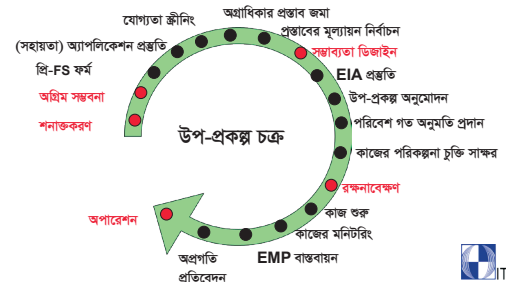 যোগ্যতা স্ক্রীনিং
অগ্রাধিকার প্রস্তাব জমা
প্রস্তাবের মূল্যায়ন নির্বাচন
(সহায়তা) অ্যাপলিকেশন প্রস্তুতি
সম্ভাব্যতা ডিজাইন
প্রি-FS ফর্ম
EIA প্রস্তুতি
অগ্রিম সম্ভবনা
উপ-প্রকল্প অনুমোদন
শনাক্তকরণ
উপ-প্রকল্প চক্র
পরিবেশ গত অনুমতি প্রদান
কাজের পরিকল্পনা চুক্তি সাক্ষর
রক্ষনাবেক্ষণ
অপারেশন
কাজ শুরু
কাজের মনিটরিং
EMP বাস্তবায়ন
অপ্রগতি
প্রতিবেদন
IT